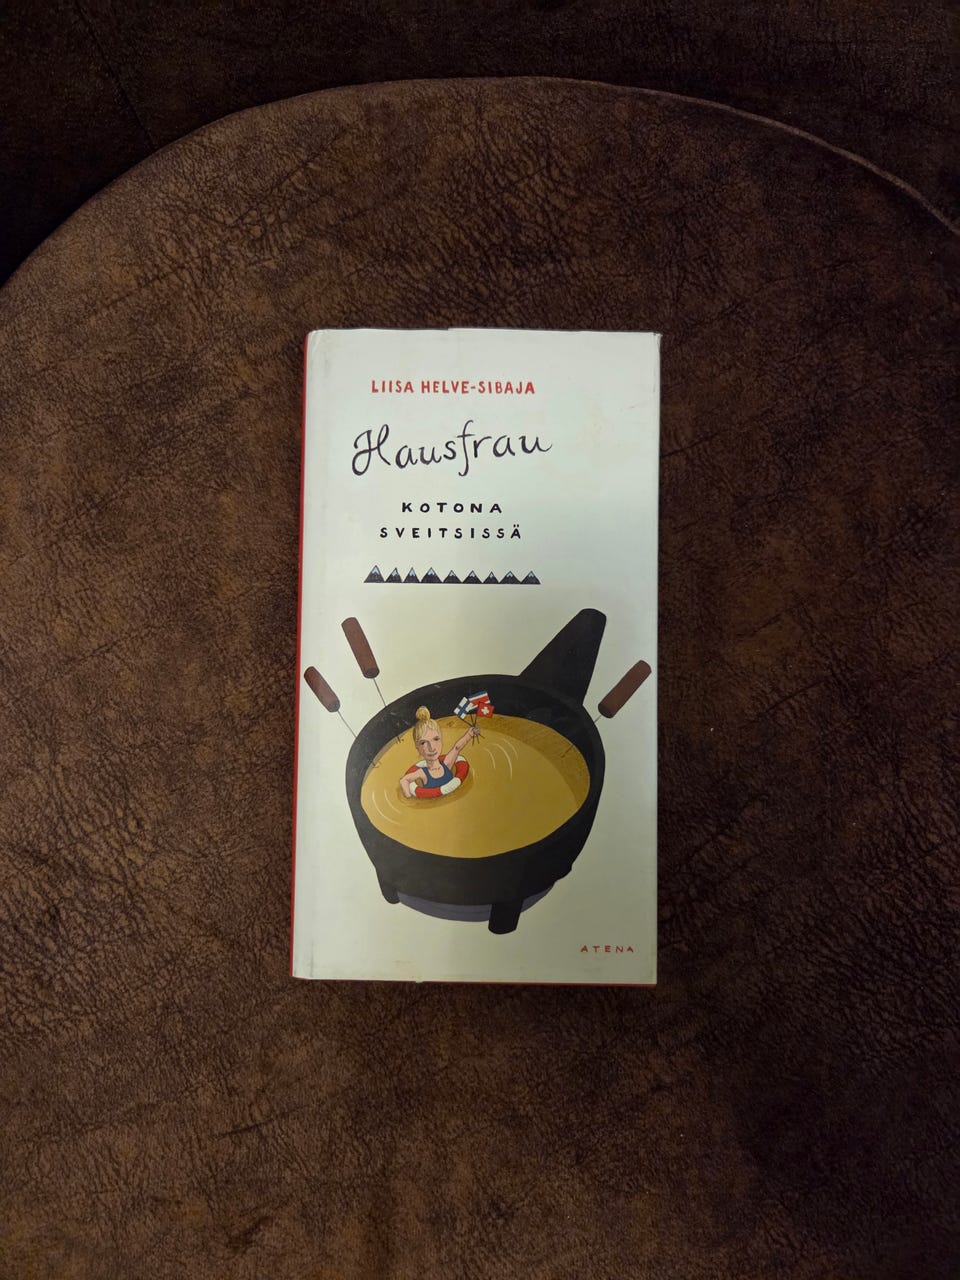 LIISA HELVE-SIBAJA
Hausfrau
KOTONA
SVEITSISSÄ
ATENA